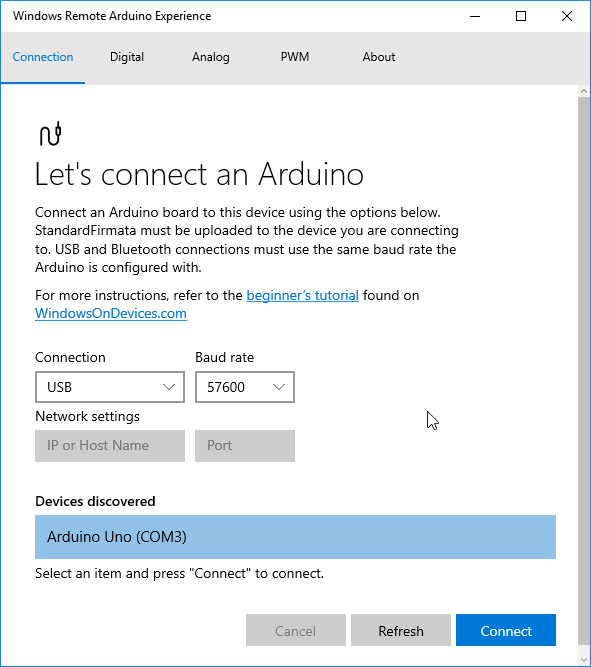 Windows Remote Arduino Experience
Connection Digital Analog PWM About
Let's connect an Arduino
Connect an Arduino board to this device using the options below.
StandardFirmata must be uploaded to the device you are connecting
to. USB and Bluetooth connections must use the same baud rate the
Arduino is configured with.
For more instructions, refer to the beginner's tutorial found on
WindowsOnDevices.com
Connection Baud rate
USB 57600
Network settings
IP or Host Name Port
Devices discovered
Arduino Uno (COM3)
Select an item and press "Connect" to connect.
Cancel Refresh Connect